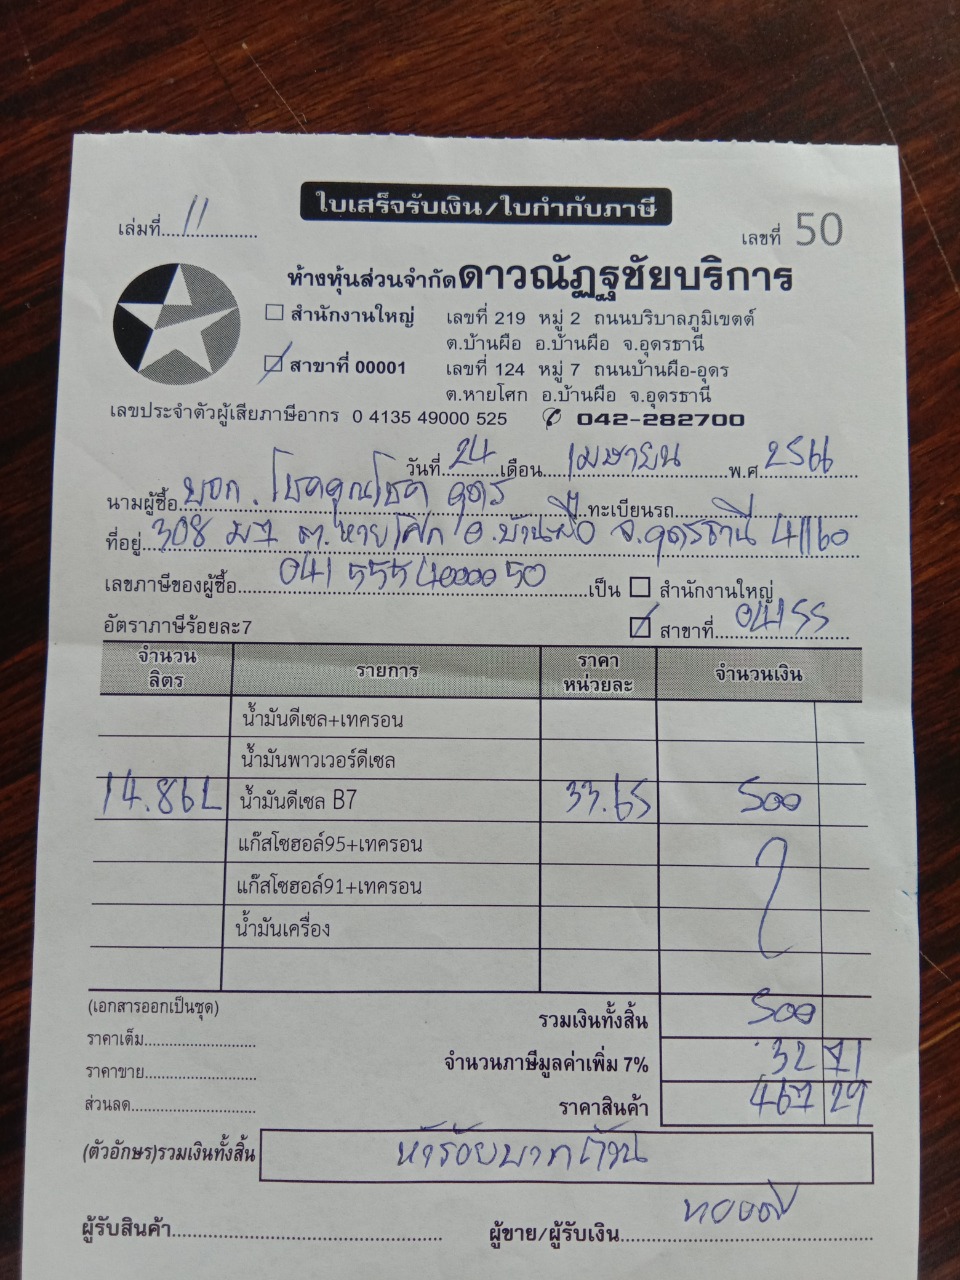 ใบเสร็จรับเงิน/ใบกำกับภาษี
เล่มที่ 11
เลขที่ 50
ห้างหุ้นส่วนจำกัดดาวณัฏฐชัยบริการ
สำนักงานใหญ่ เลขที่ 219 หมู่ 2 ถนนบริบาลภูมิเขตต์
ต.บ้านผือ อ.บ้านผือ จ.อุดรธานี
สาขาที่ 00001 เลขที่ 124 หมู่ 7 ถนนบ้านผือ-อุดร
ต.หายโศก อ.บ้านผือ จ.อุดรธานี
เลขประจำตัวผู้เสียภาษีอากร 0 4135 49000 525 042-282700
วันที่ 24 เดือน เมษายน พ.ศ 2566
นามผู้ซื้อ บจก. โชคคูณโชค อุดร ทะเบียนรถ
ที่อยู่ 308 ม.7 ต.หายโศก อ.บ้านผือ จ.อุดรธานี 41160
เลขภาษีของผู้ซื้อ 041 555 4000050 เป็น สำนักงานใหญ่
อัตราภาษีร้อยละ7 สาขาที่ 04155
จำนวนลิตร รายการ ราคาหน่วยละ จำนวนเงิน
น้ำมันดีเซล+เทครอน
น้ำมันพาวเวอร์ดีเซล
14.86L น้ำมันดีเซล B7 33.65 500
แก๊สโซฮอล์95+เทครอน
แก๊สโซฮอล์91+เทครอน
น้ำมันเครื่อง
(เอกสารออกเป็นชุด) รวมเงินทั้งสิ้น 500
ราคาเต็ม
จำนวนภาษีมูลค่าเพิ่ม 7% 32 71
ราคาขาย
ส่วนลด ราคาสินค้า 467 29
(ตัวอักษร)รวมเงินทั้งสิ้น ห้าร้อยบาทถ้วน
ผู้รับสินค้า ผู้ขาย/ผู้รับเงิน